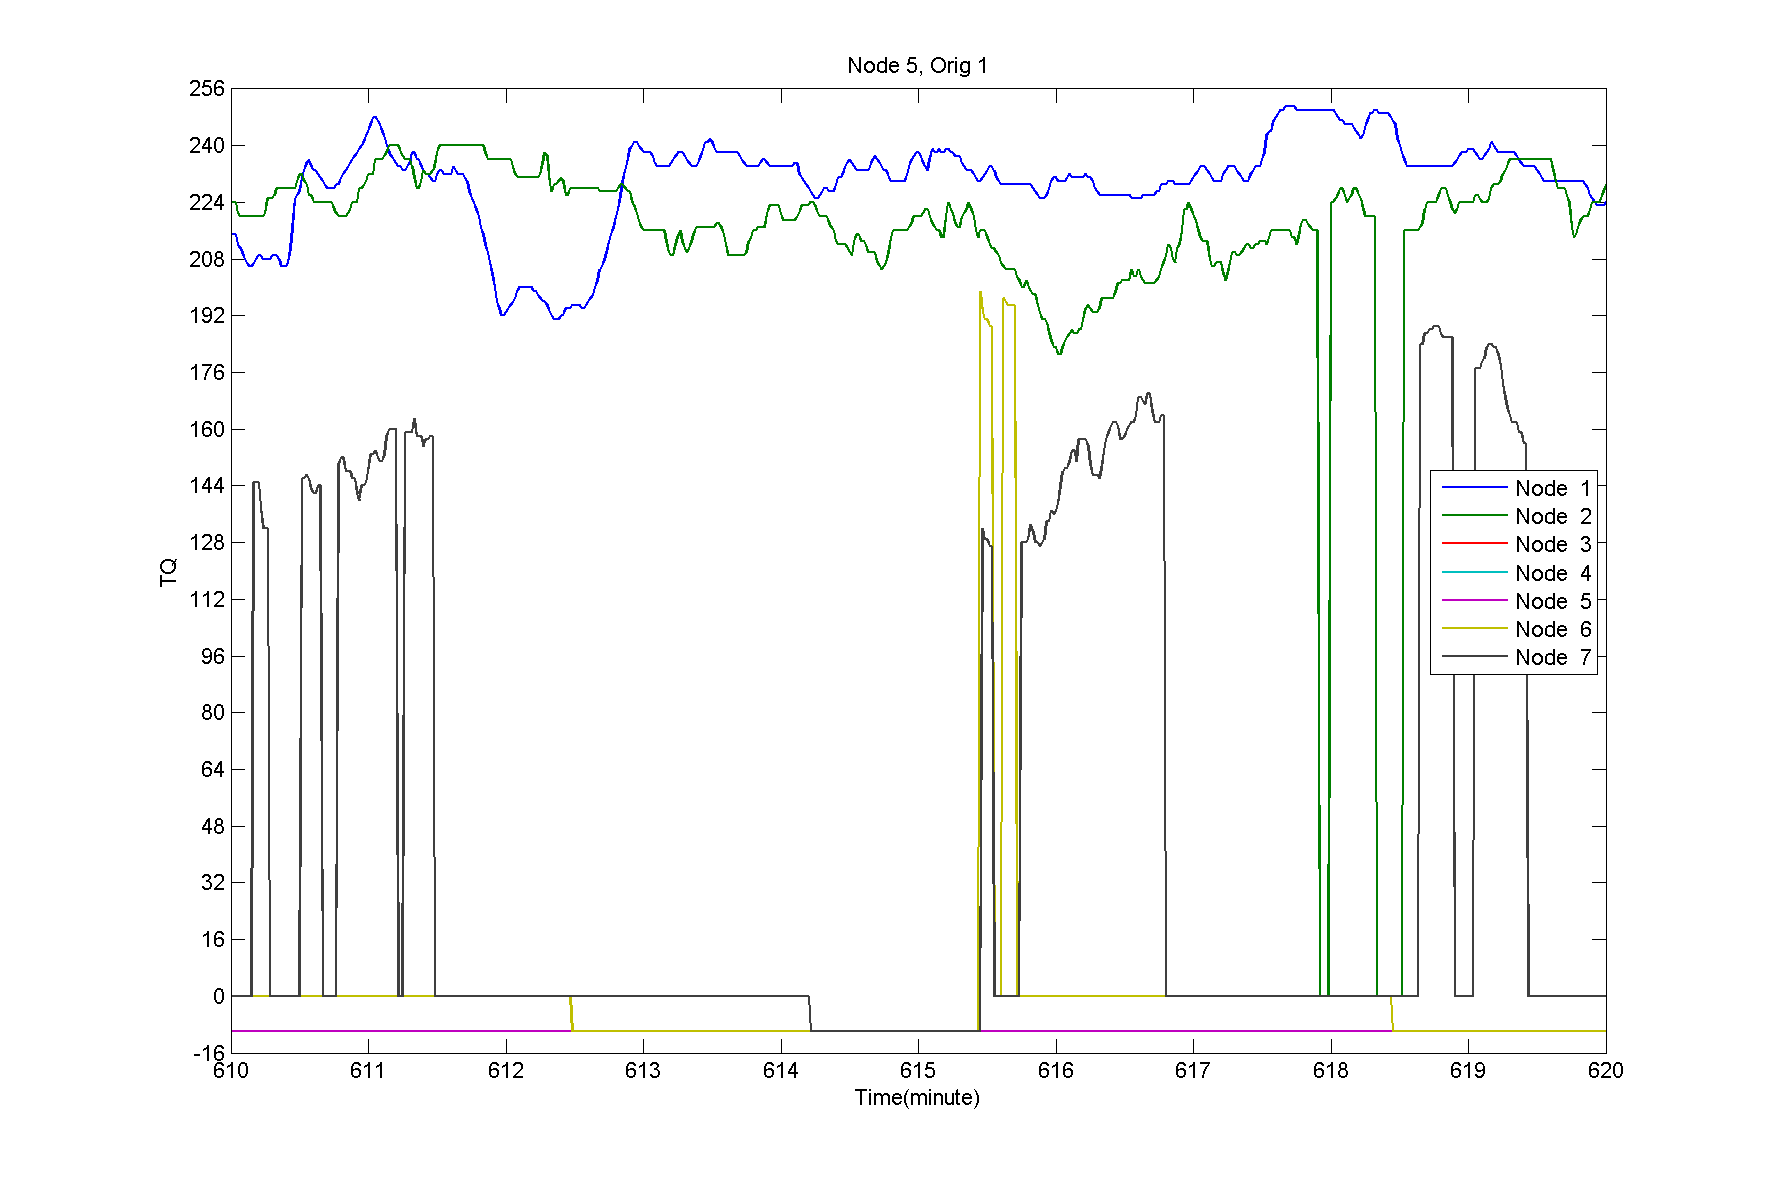 Node 5, Orig 1
256
240
224
208
192
176
160
144
128
112
96
80
64
48
32
16
0
-16
TQ
Node 1
Node 2
Node 3
Node 4
Node 5
Node 6
Node 7
610 611 612 613 614 615 616 617 618 619 620
Time(minute)